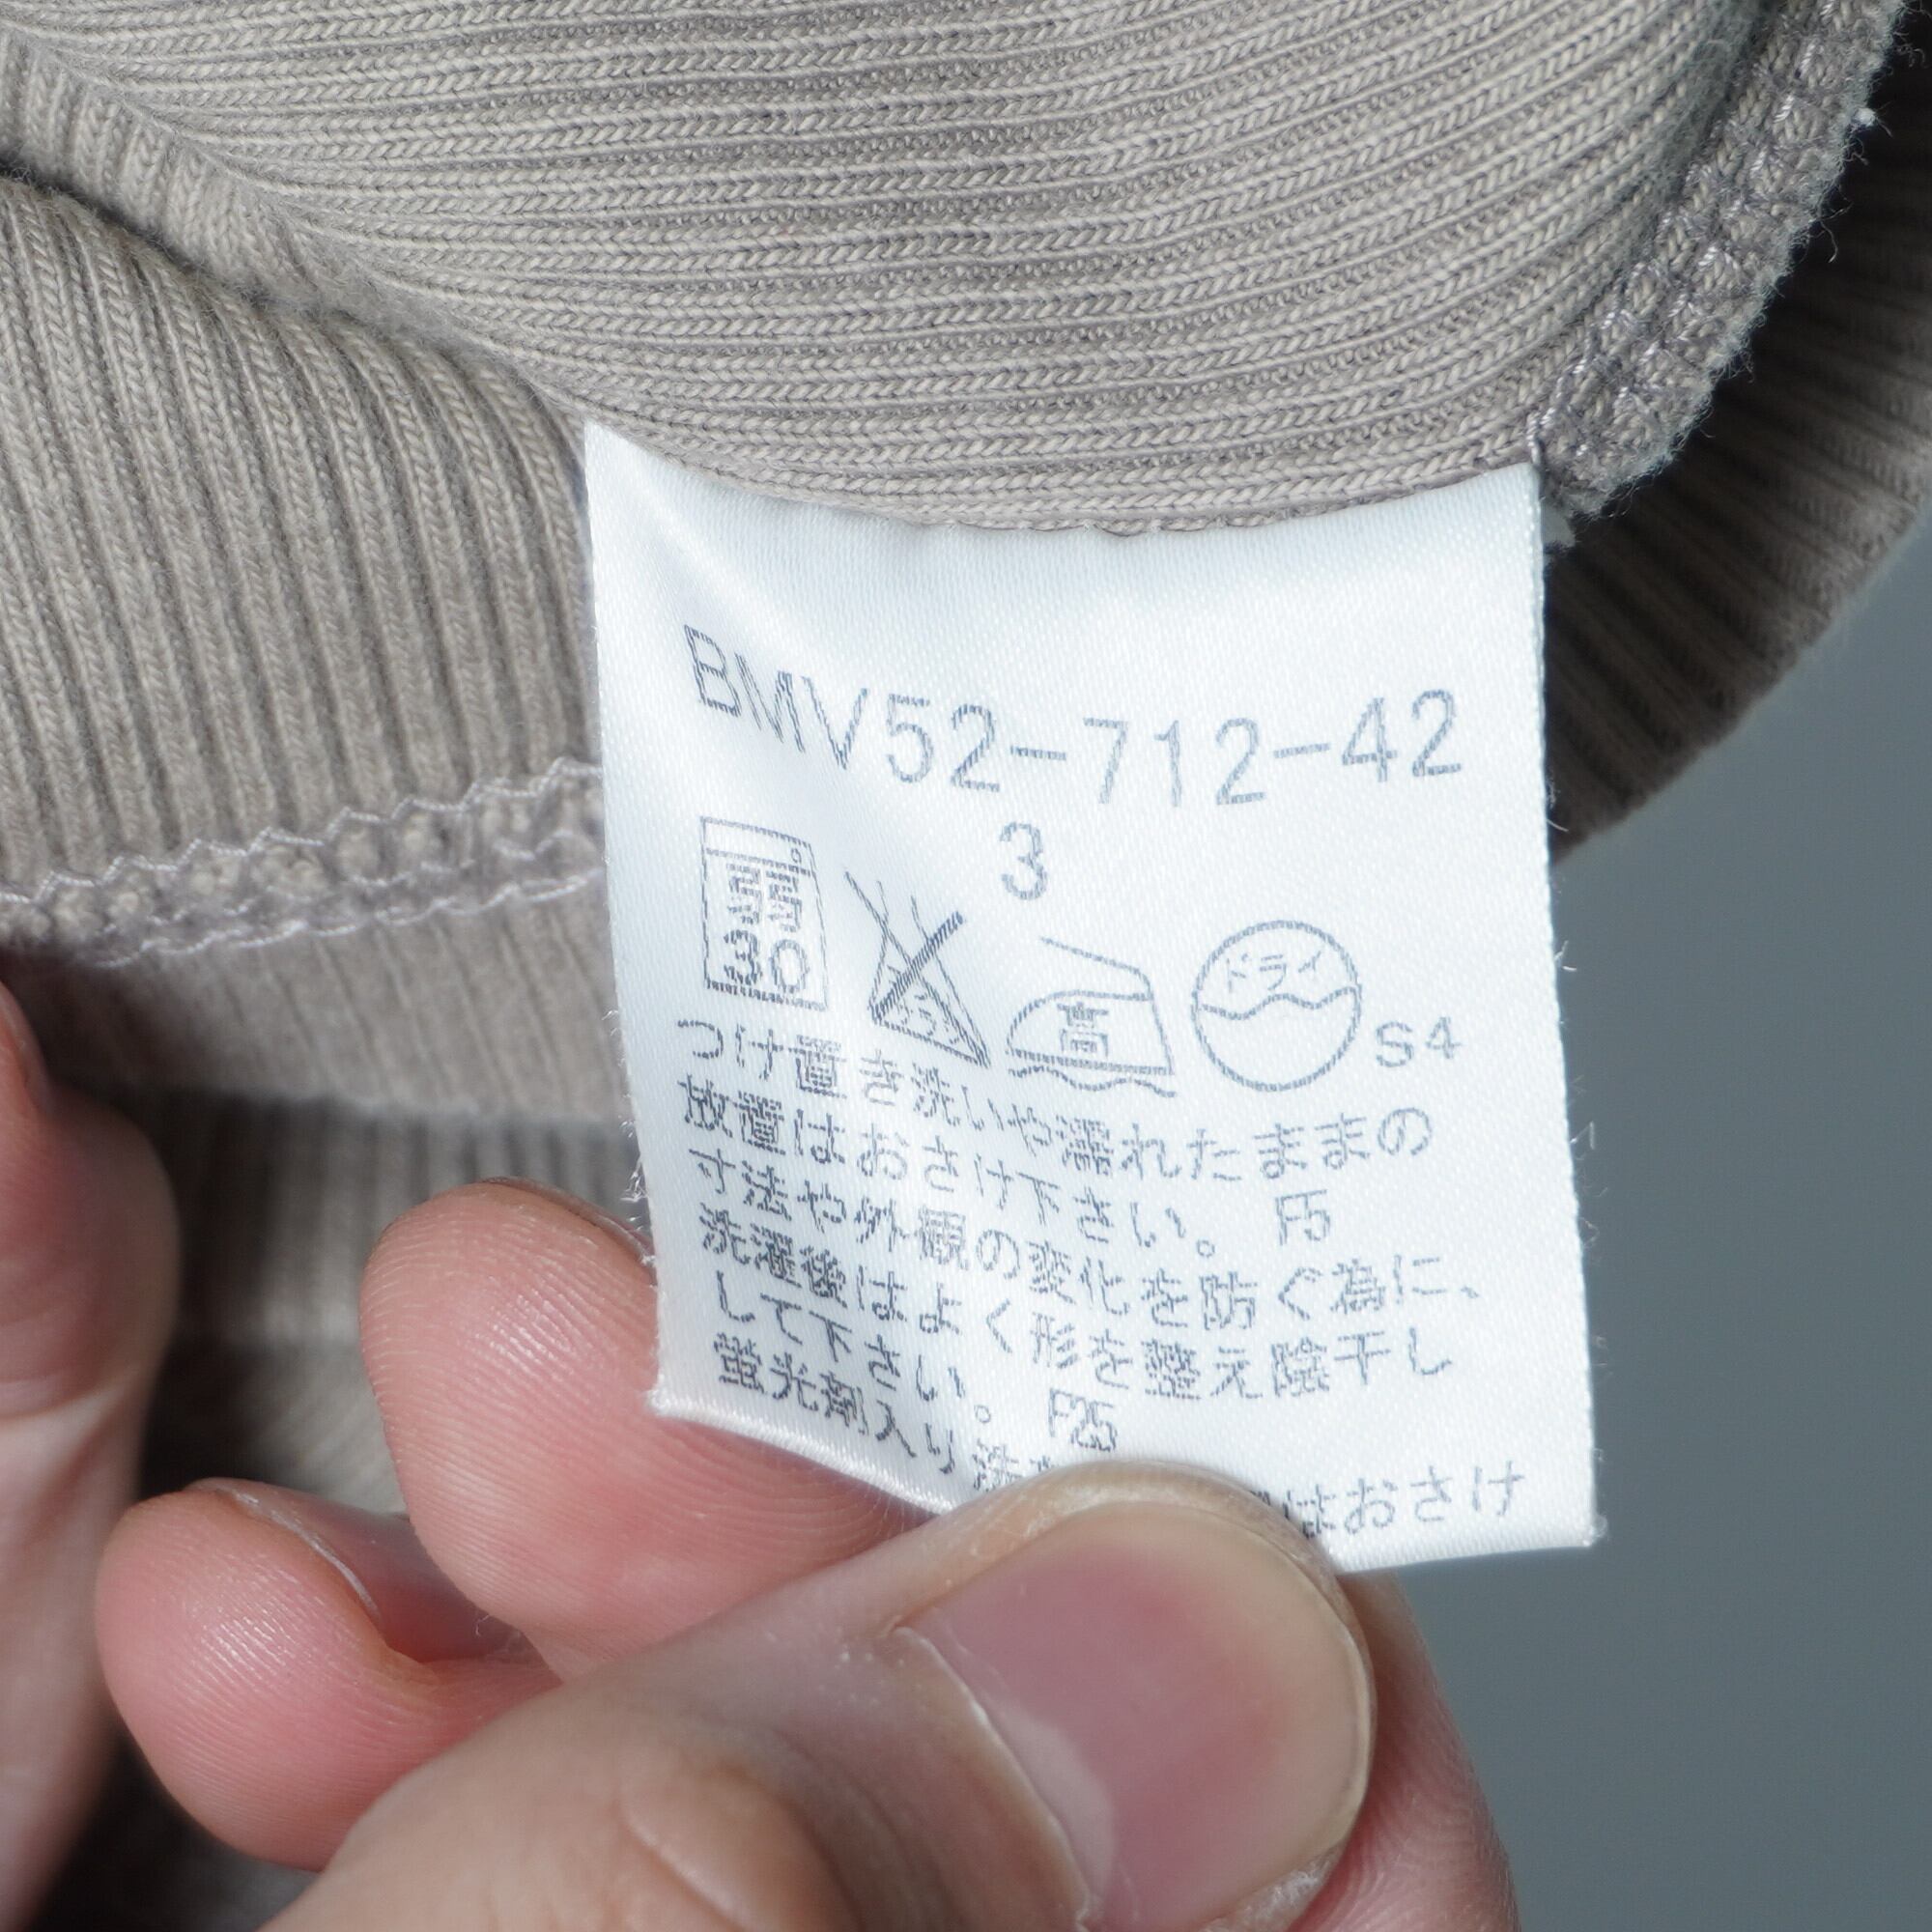 BMV52-712-42
3
弱
30
高
ドライ
S4
つけ置き洗いや濡れたままの
放置はおさけ下さい。 F5
寸法や外観の変化を防ぐ為に、
洗濯後はよく形を整え陰干し
して下さい。 F25
蛍光剤入り洗 はおさけ